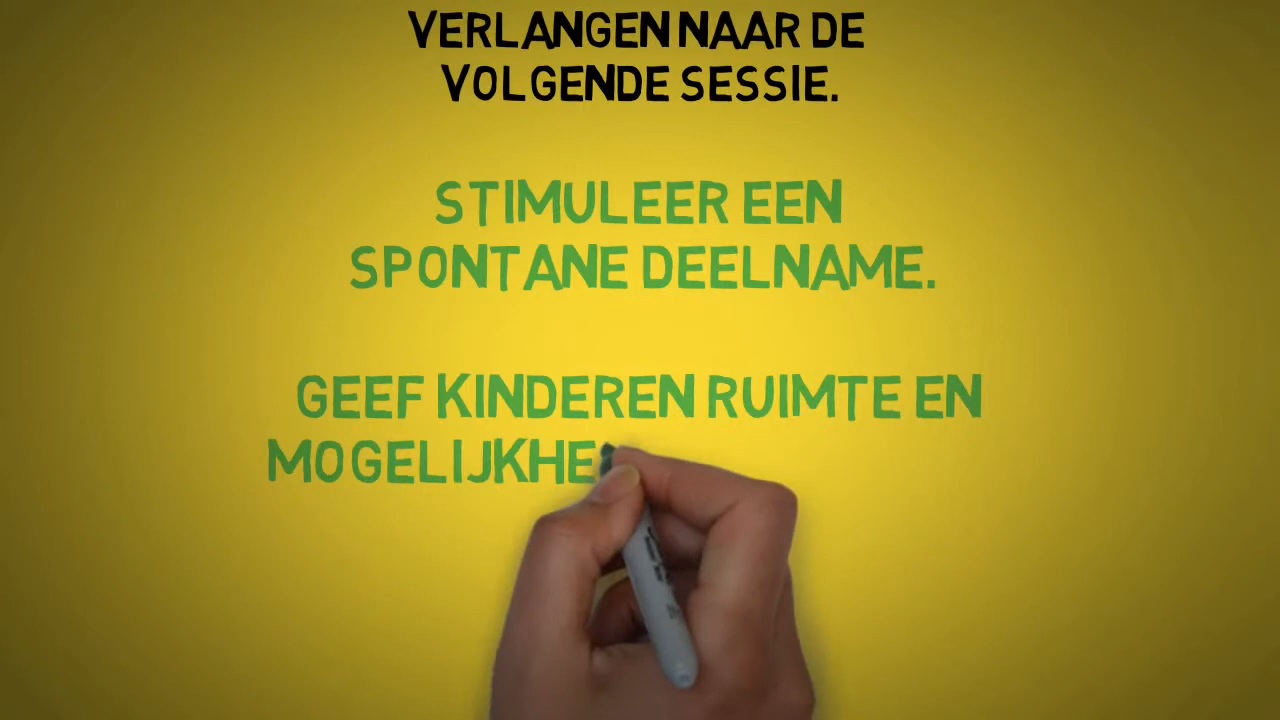 VERLANGEN NAAR DE
VOLGENDE SESSIE.
STIMULEER EEN
SPONTANE DEELNAME.
GEEF KINDEREN RUIMTE EN
MOGELIJKHE